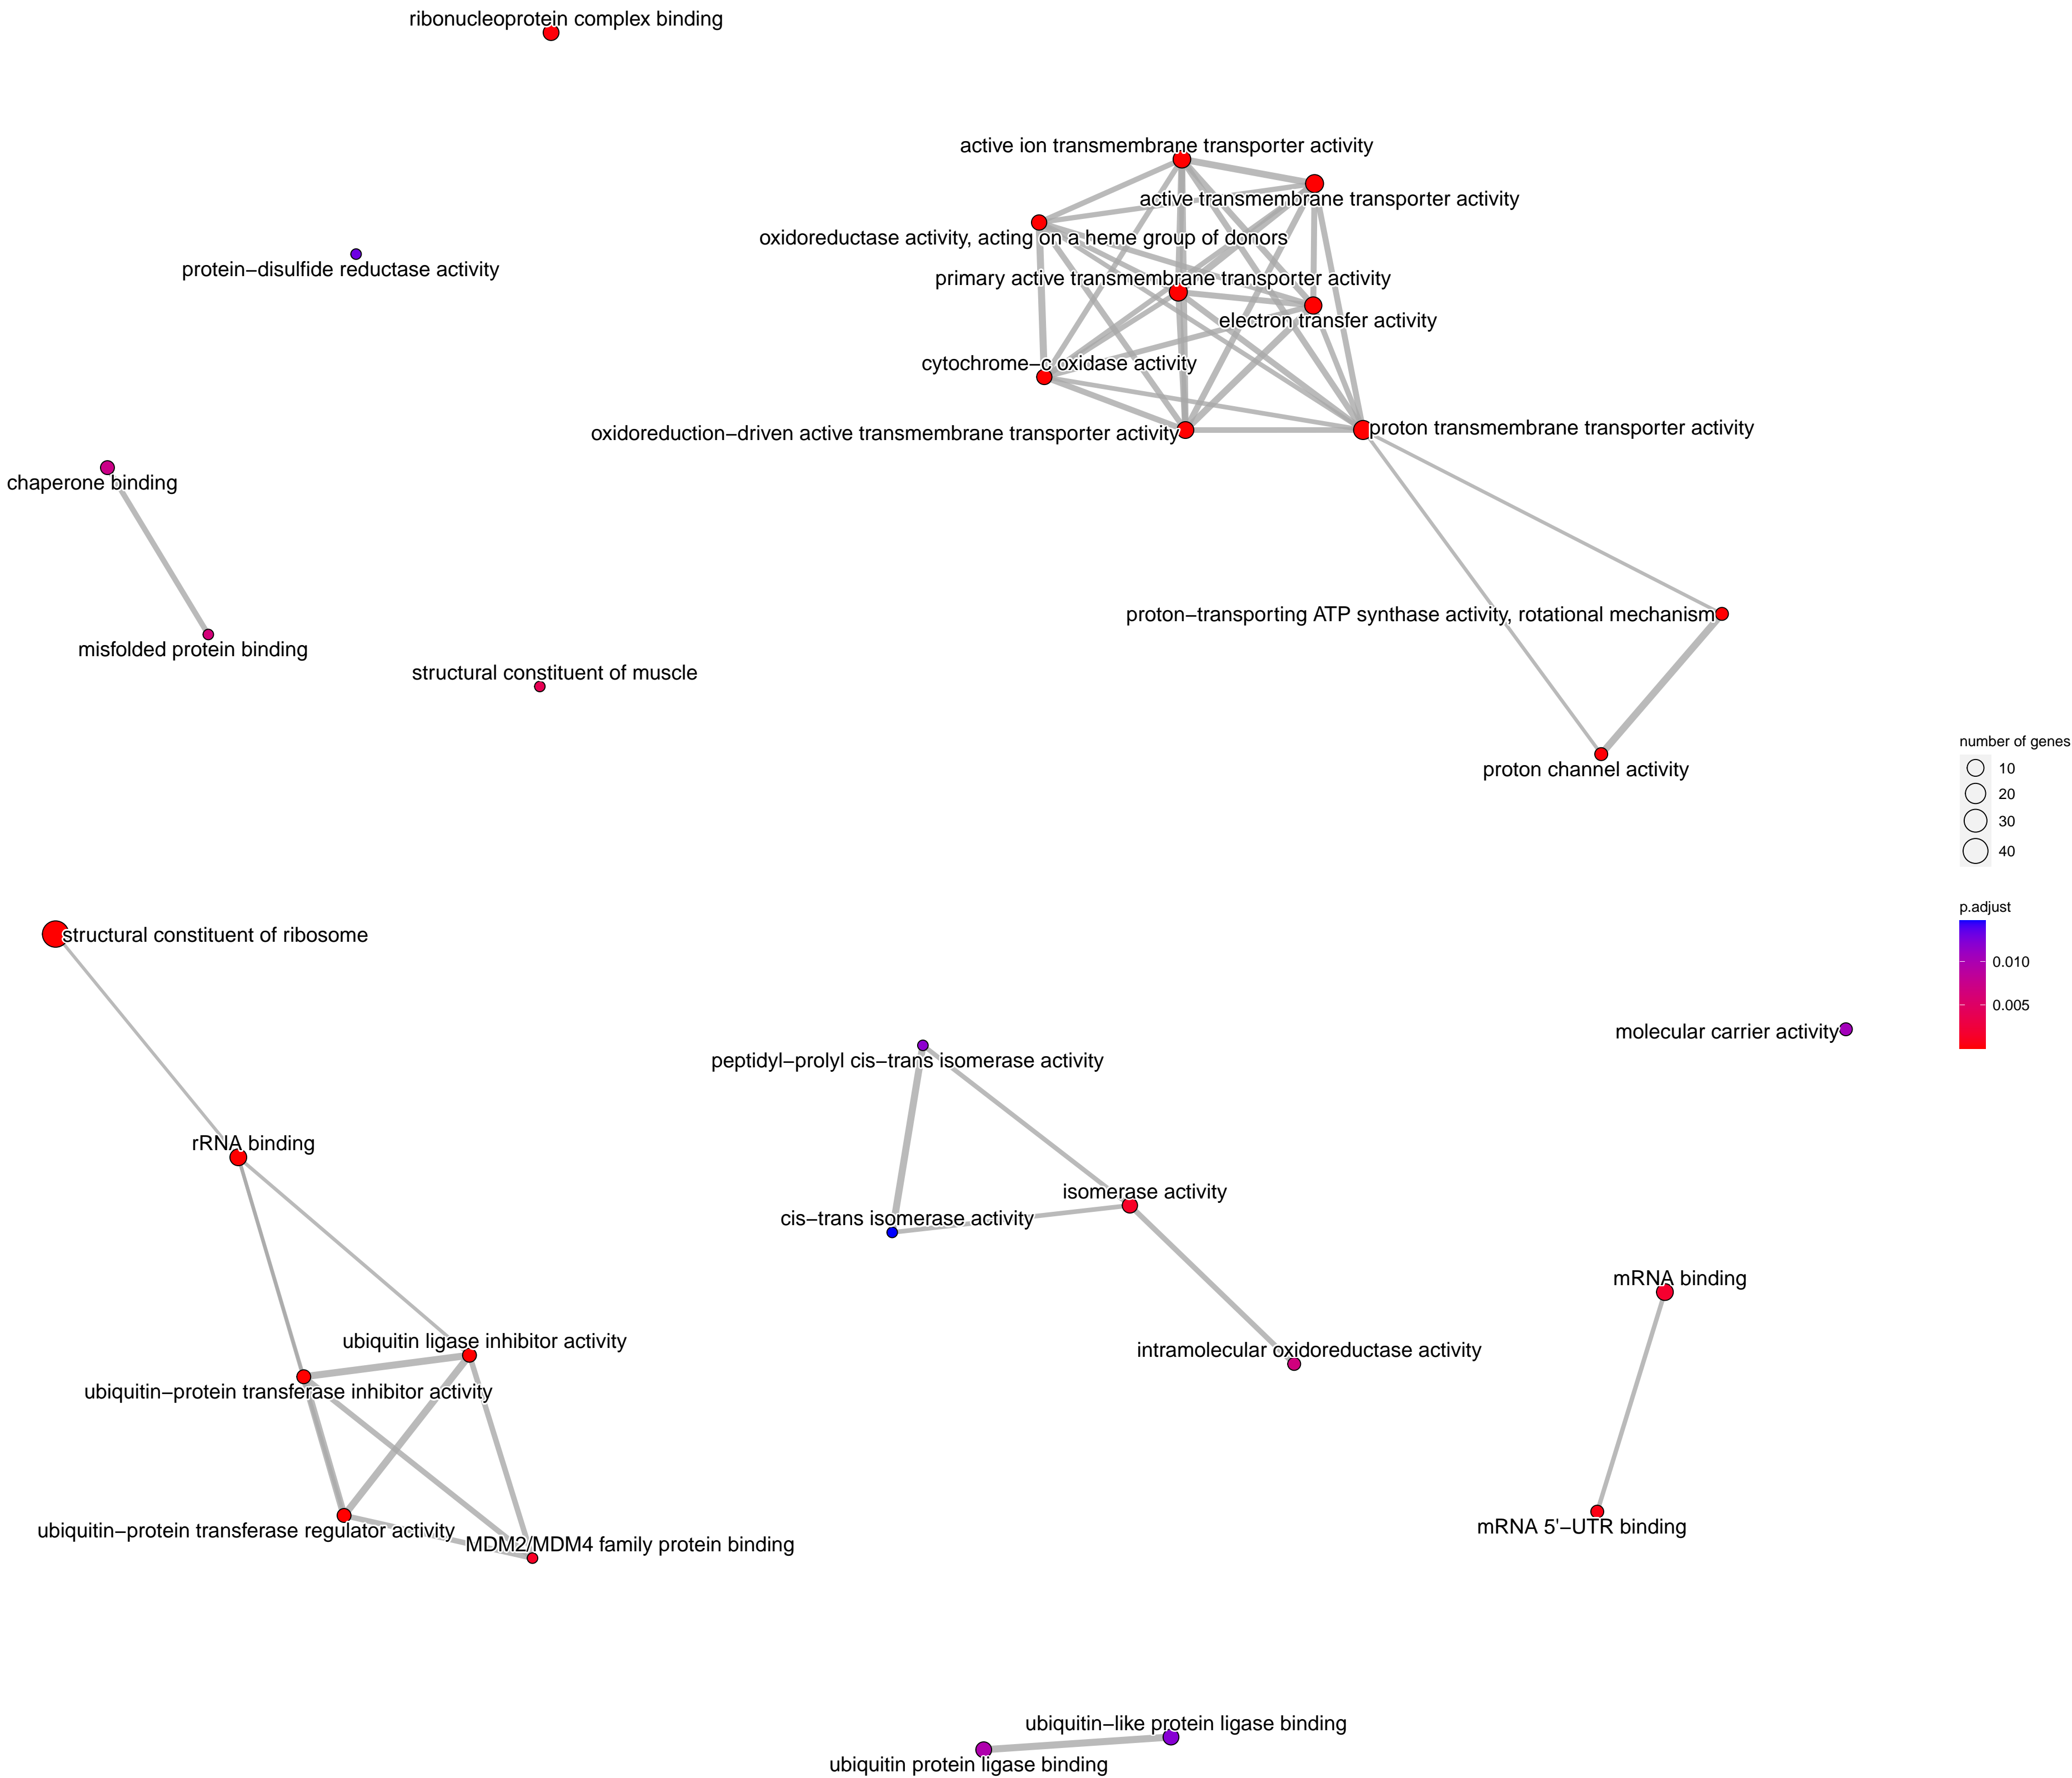 ribonucleoprotein complex binding
active ion transmembrane transporter activity
active transmembrane transporter activity
oxidoreductase activity, acting on a heme group of donors
protein−disulfide reductase activity
primary active transmembrane transporter activity
electron transfer activity
cytochrome−c oxidase activity
oxidoreduction−driven active transmembrane transporter activity
proton transmembrane transporter activity
chaperone binding
proton−transporting ATP synthase activity, rotational mechanism
misfolded protein binding
structural constituent of muscle
proton channel activity
number of genes
10
20
30
40
p.adjust
0.010
0.005
structural constituent of ribosome
molecular carrier activity
peptidyl−prolyl cis−trans isomerase activity
rRNA binding
isomerase activity
cis−trans isomerase activity
mRNA binding
ubiquitin ligase inhibitor activity
intramolecular oxidoreductase activity
ubiquitin−protein transferase inhibitor activity
mRNA 5'−UTR binding
ubiquitin−protein transferase regulator activity
MDM2/MDM4 family protein binding
ubiquitin−like protein ligase binding
ubiquitin protein ligase binding